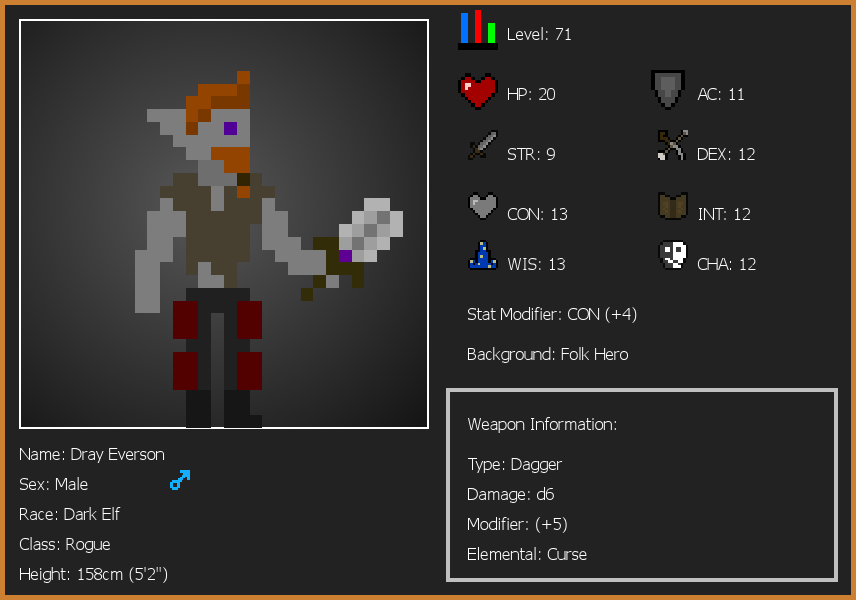 Level: 71
HP: 20
AC: 11
STR: 9
DEX: 12
CON: 13
INT: 12
WIS: 13
CHA: 12
Stat Modifier: CON (+4)
Background: Folk Hero
Weapon Information:
Type: Dagger
Damage: d6
Modifier: (+5)
Elemental: Curse
Name: Dray Everson
Sex: Male
Race: Dark Elf
Class: Rogue
Height: 158cm (5'2")